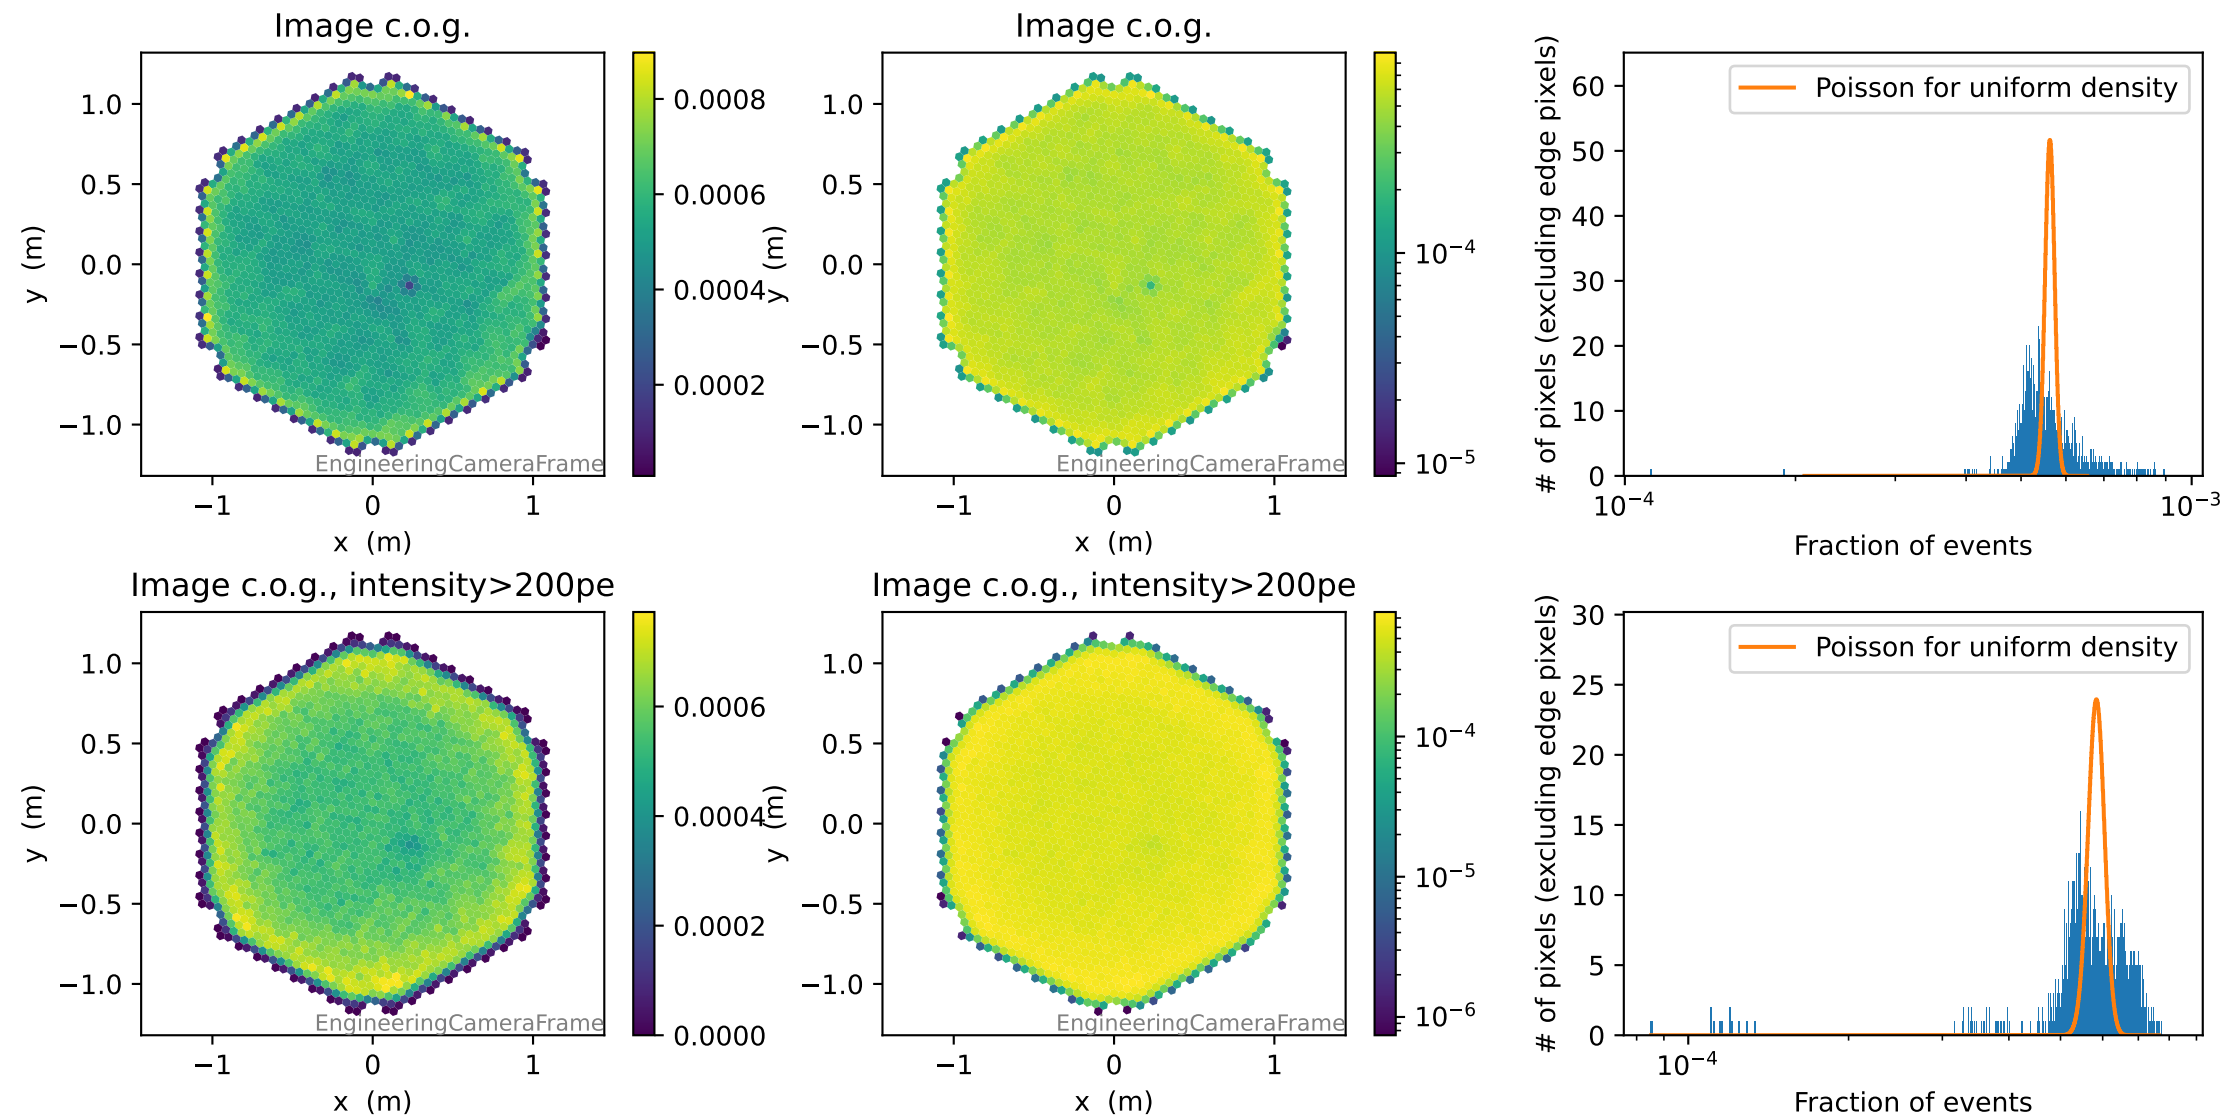 Image c.o.g.
y (m)
1.0
0.5
0.0
−0.5
−1.0
−1
0
1
x (m)
EngineeringCameraFrame
0.0008
0.0006
0.0004
0.0002
Image c.o.g.
y (m)
1.0
0.5
0.0
−0.5
−1.0
−1
0
1
x (m)
EngineeringCameraFrame
10⁻⁴
10⁻⁵
# of pixels (excluding edge pixels)
60
50
40
30
20
10
0
Poisson for uniform density
10⁻⁴
10⁻³
Fraction of events
Image c.o.g., intensity>200pe
y (m)
1.0
0.5
0.0
−0.5
−1.0
−1
0
1
x (m)
EngineeringCameraFrame
0.0006
0.0004
0.0002
0.0000
Image c.o.g., intensity>200pe
y (m)
1.0
0.5
0.0
−0.5
−1.0
−1
0
1
x (m)
EngineeringCameraFrame
10⁻⁴
10⁻⁵
10⁻⁶
# of pixels (excluding edge pixels)
30
25
20
15
10
5
0
Poisson for uniform density
10⁻⁴
Fraction of events